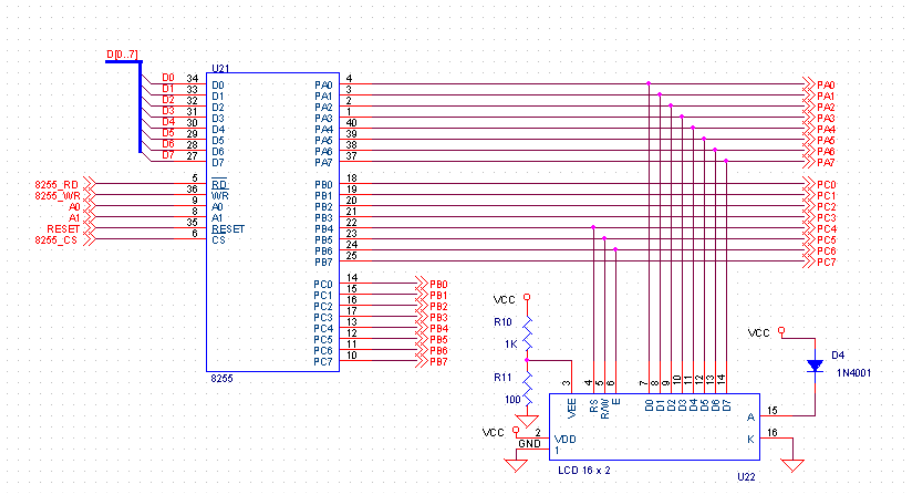 D[0..7]
U21
D0 34 D0 PA0 4 PA0
D1 33 D1 PA1 3 PA1
D2 32 D2 PA2 2 PA2
D3 31 D3 PA3 1 PA3
D4 30 D4 PA4 40 PA4
D5 29 D5 PA5 39 PA5
D6 28 D6 PA6 38 PA6
D7 27 D7 PA7 37 PA7
8255_RD 5 RD PB0 18 PC0
8255_WR 36 WR PB1 19 PC1
A0 9 A0 PB2 20 PC2
A1 8 A1 PB3 21 PC3
RESET 35 RESET PB4 22 PC4
8255_CS 6 CS PB5 23 PC5
PB6 24 PC6
PB7 25 PC7
PC0 14 PB0
PC1 15 PB1
PC2 16 PB2
PC3 17 PB3
PC4 13 PB4
PC5 12 PB5
PC6 11 PB6
PC7 10 PB7
8255
VCC
R10
1K
R11
100
VCC
D4
1N4001
3 4 5 6 7 8 9 10 11 12 13 14
VEE RS R/W E D0 D1 D2 D3 D4 D5 D6 D7
A 15
K 16
VCC 2 VDD
GND 1
LCD 16 x 2
U22